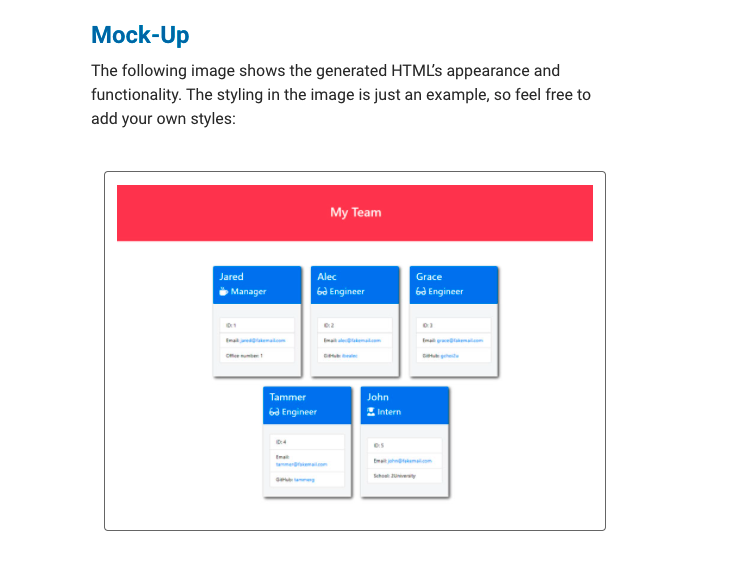 Mock-Up
The following image shows the generated HTML’s appearance and
functionality. The styling in the image is just an example, so feel free to
add your own styles:
My Team
Jared
Manager
ID: 1
Email: jared@fakemail.com
Office number: 1
Alec
Engineer
ID: 2
Email: alec@fakemail.com
GitHub:
Grace
Engineer
ID: 3
Email: grace@fakemail.com
GitHub:
Tammer
Engineer
ID: 4
Email:
tammer@fakemail.com
GitHub: tammerg
John
Intern
ID: 5
Email: john@fakemail.com
School: 2University